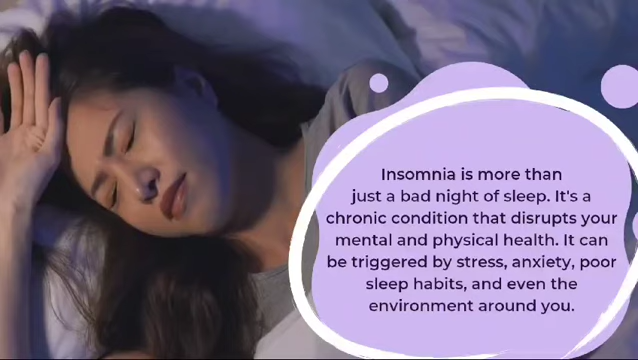 Insomnia is more than
just a bad night of sleep. It's a
chronic condition that disrupts your
mental and physical health. It can
be triggered by stress, anxiety, poor
sleep habits, and even the
environment around you.